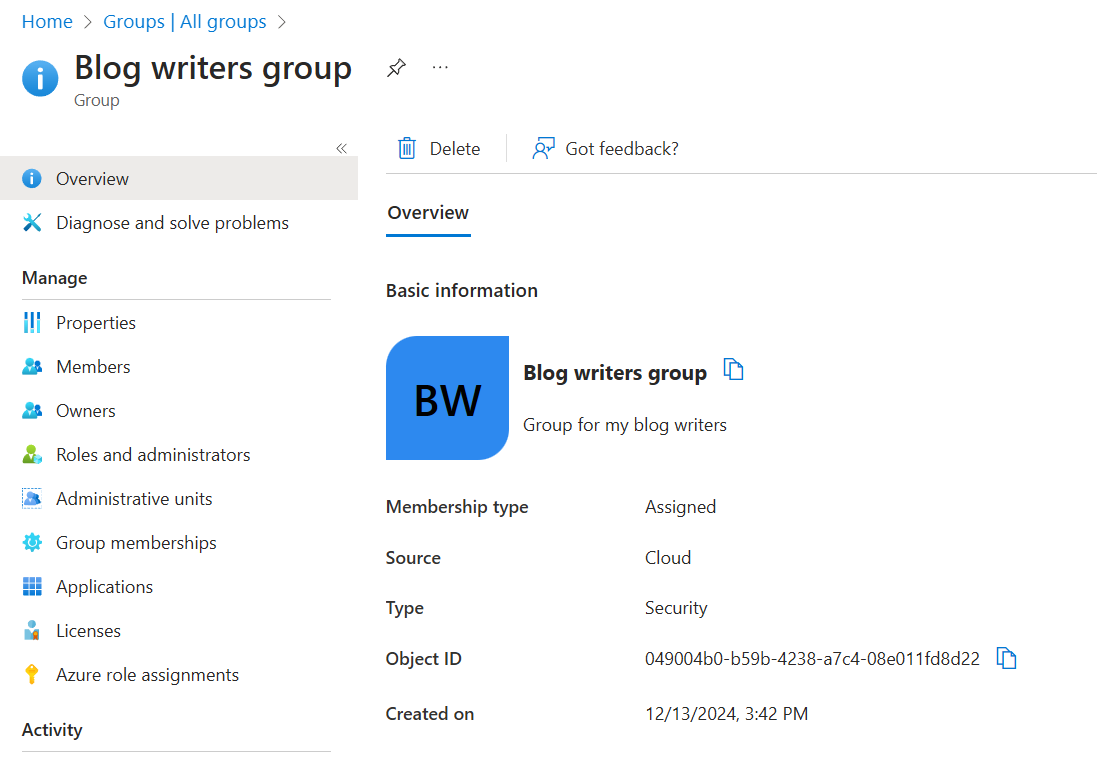 Home > Groups | All groups >
Blog writers group
...
Group
«
Overview
Diagnose and solve problems
Manage
Properties
Members
Owners
Roles and administrators
Administrative units
Group memberships
Applications
Licenses
Azure role assignments
Activity
Delete
Got feedback?
Overview
Basic information
BW
Blog writers group
Group for my blog writers
Membership type Assigned
Source Cloud
Type Security
Object ID 049004b0-b59b-4238-a7c4-08e011fd8d22
Created on 12/13/2024, 3:42 PM